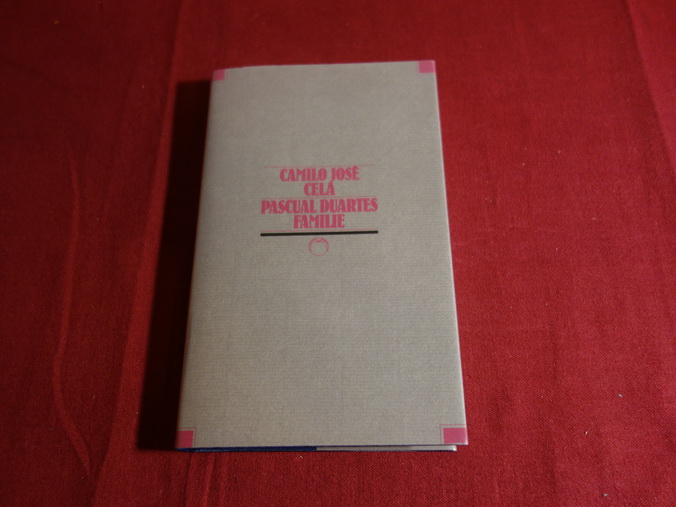 CAMILO JOSÉ
CELA
PASCUAL DUARTES
FAMILIE